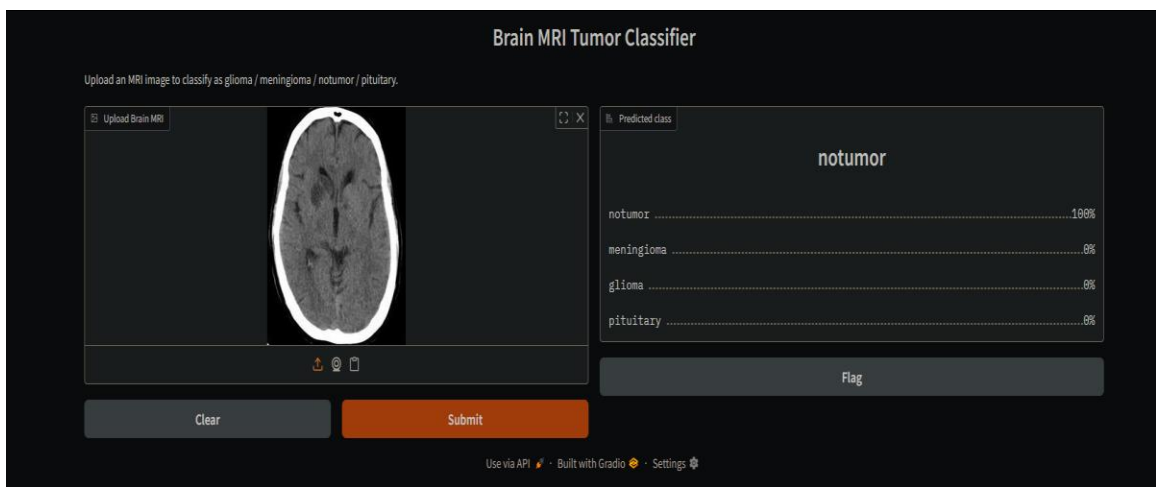 Brain MRI Tumor Classifier
Upload an MRI image to classify as glioma / meningioma / notumor / pituitary.
Upload Brain MRI
Predicted class
notumor
notumor 100%
meningioma 0%
glioma 0%
pituitary 0%
Flag
Clear
Submit
Use via API · Built with Gradio · Settings